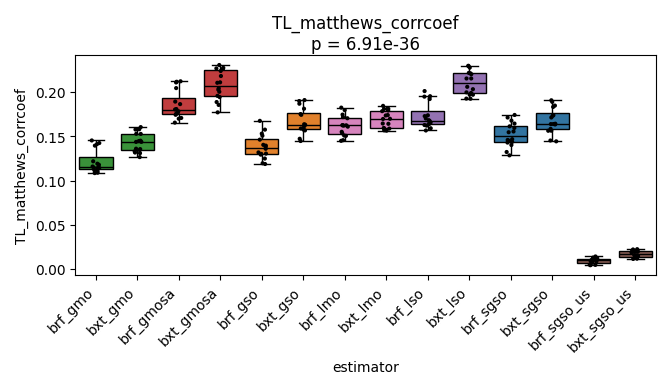 TL_matthews_corrcoef
p = 6.91e-36
TL_matthews_corrcoef
0.20
0.15
0.10
0.05
0.00
brf_gmo
bxt_gmo
brf_gmosa
bxt_gmosa
brf_gso
bxt_gso
brf_lmo
bxt_lmo
brf_lso
bxt_lso
brf_sgso
bxt_sgso
brf_sgso_us
bxt_sgso_us
estimator